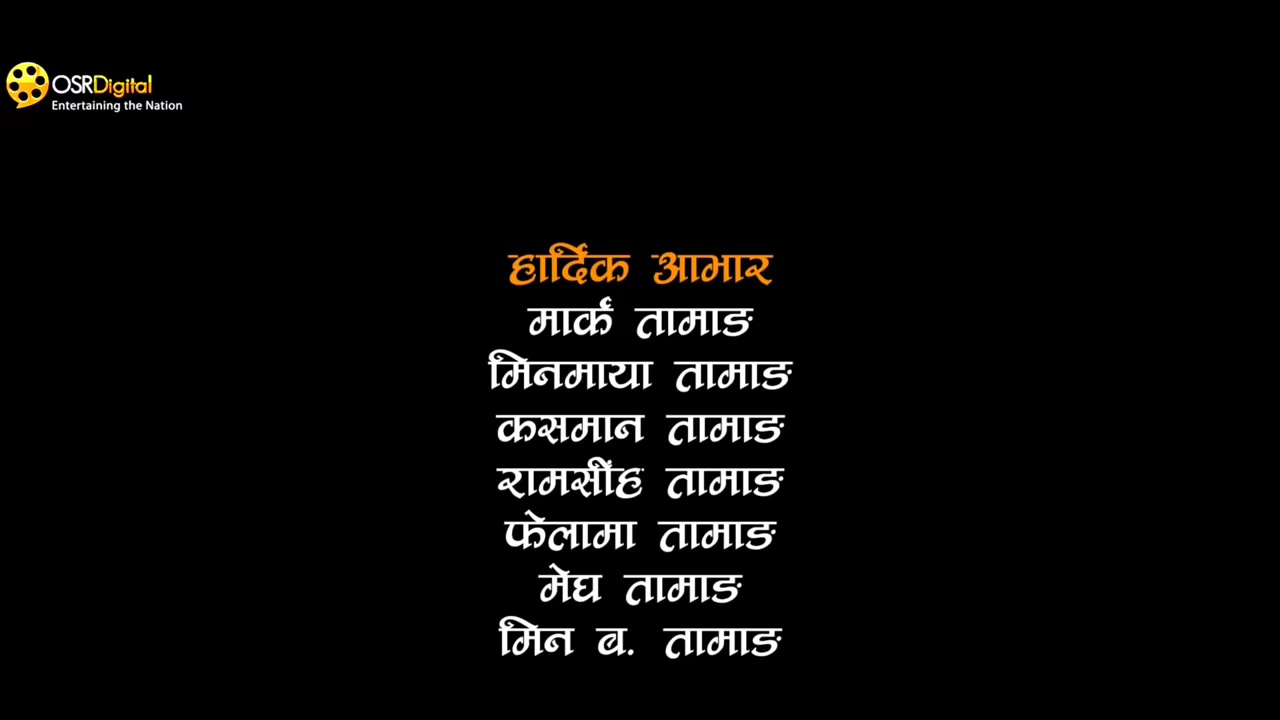 OSRDigital
Entertaining the Nation
हार्दिक आभार
मार्क तामाङ
मिनमाया तामाङ
कसमान तामाङ
रामसींह तामाङ
फेलामा तामाङ
मेघ तामाङ
मिन ब. तामाङ